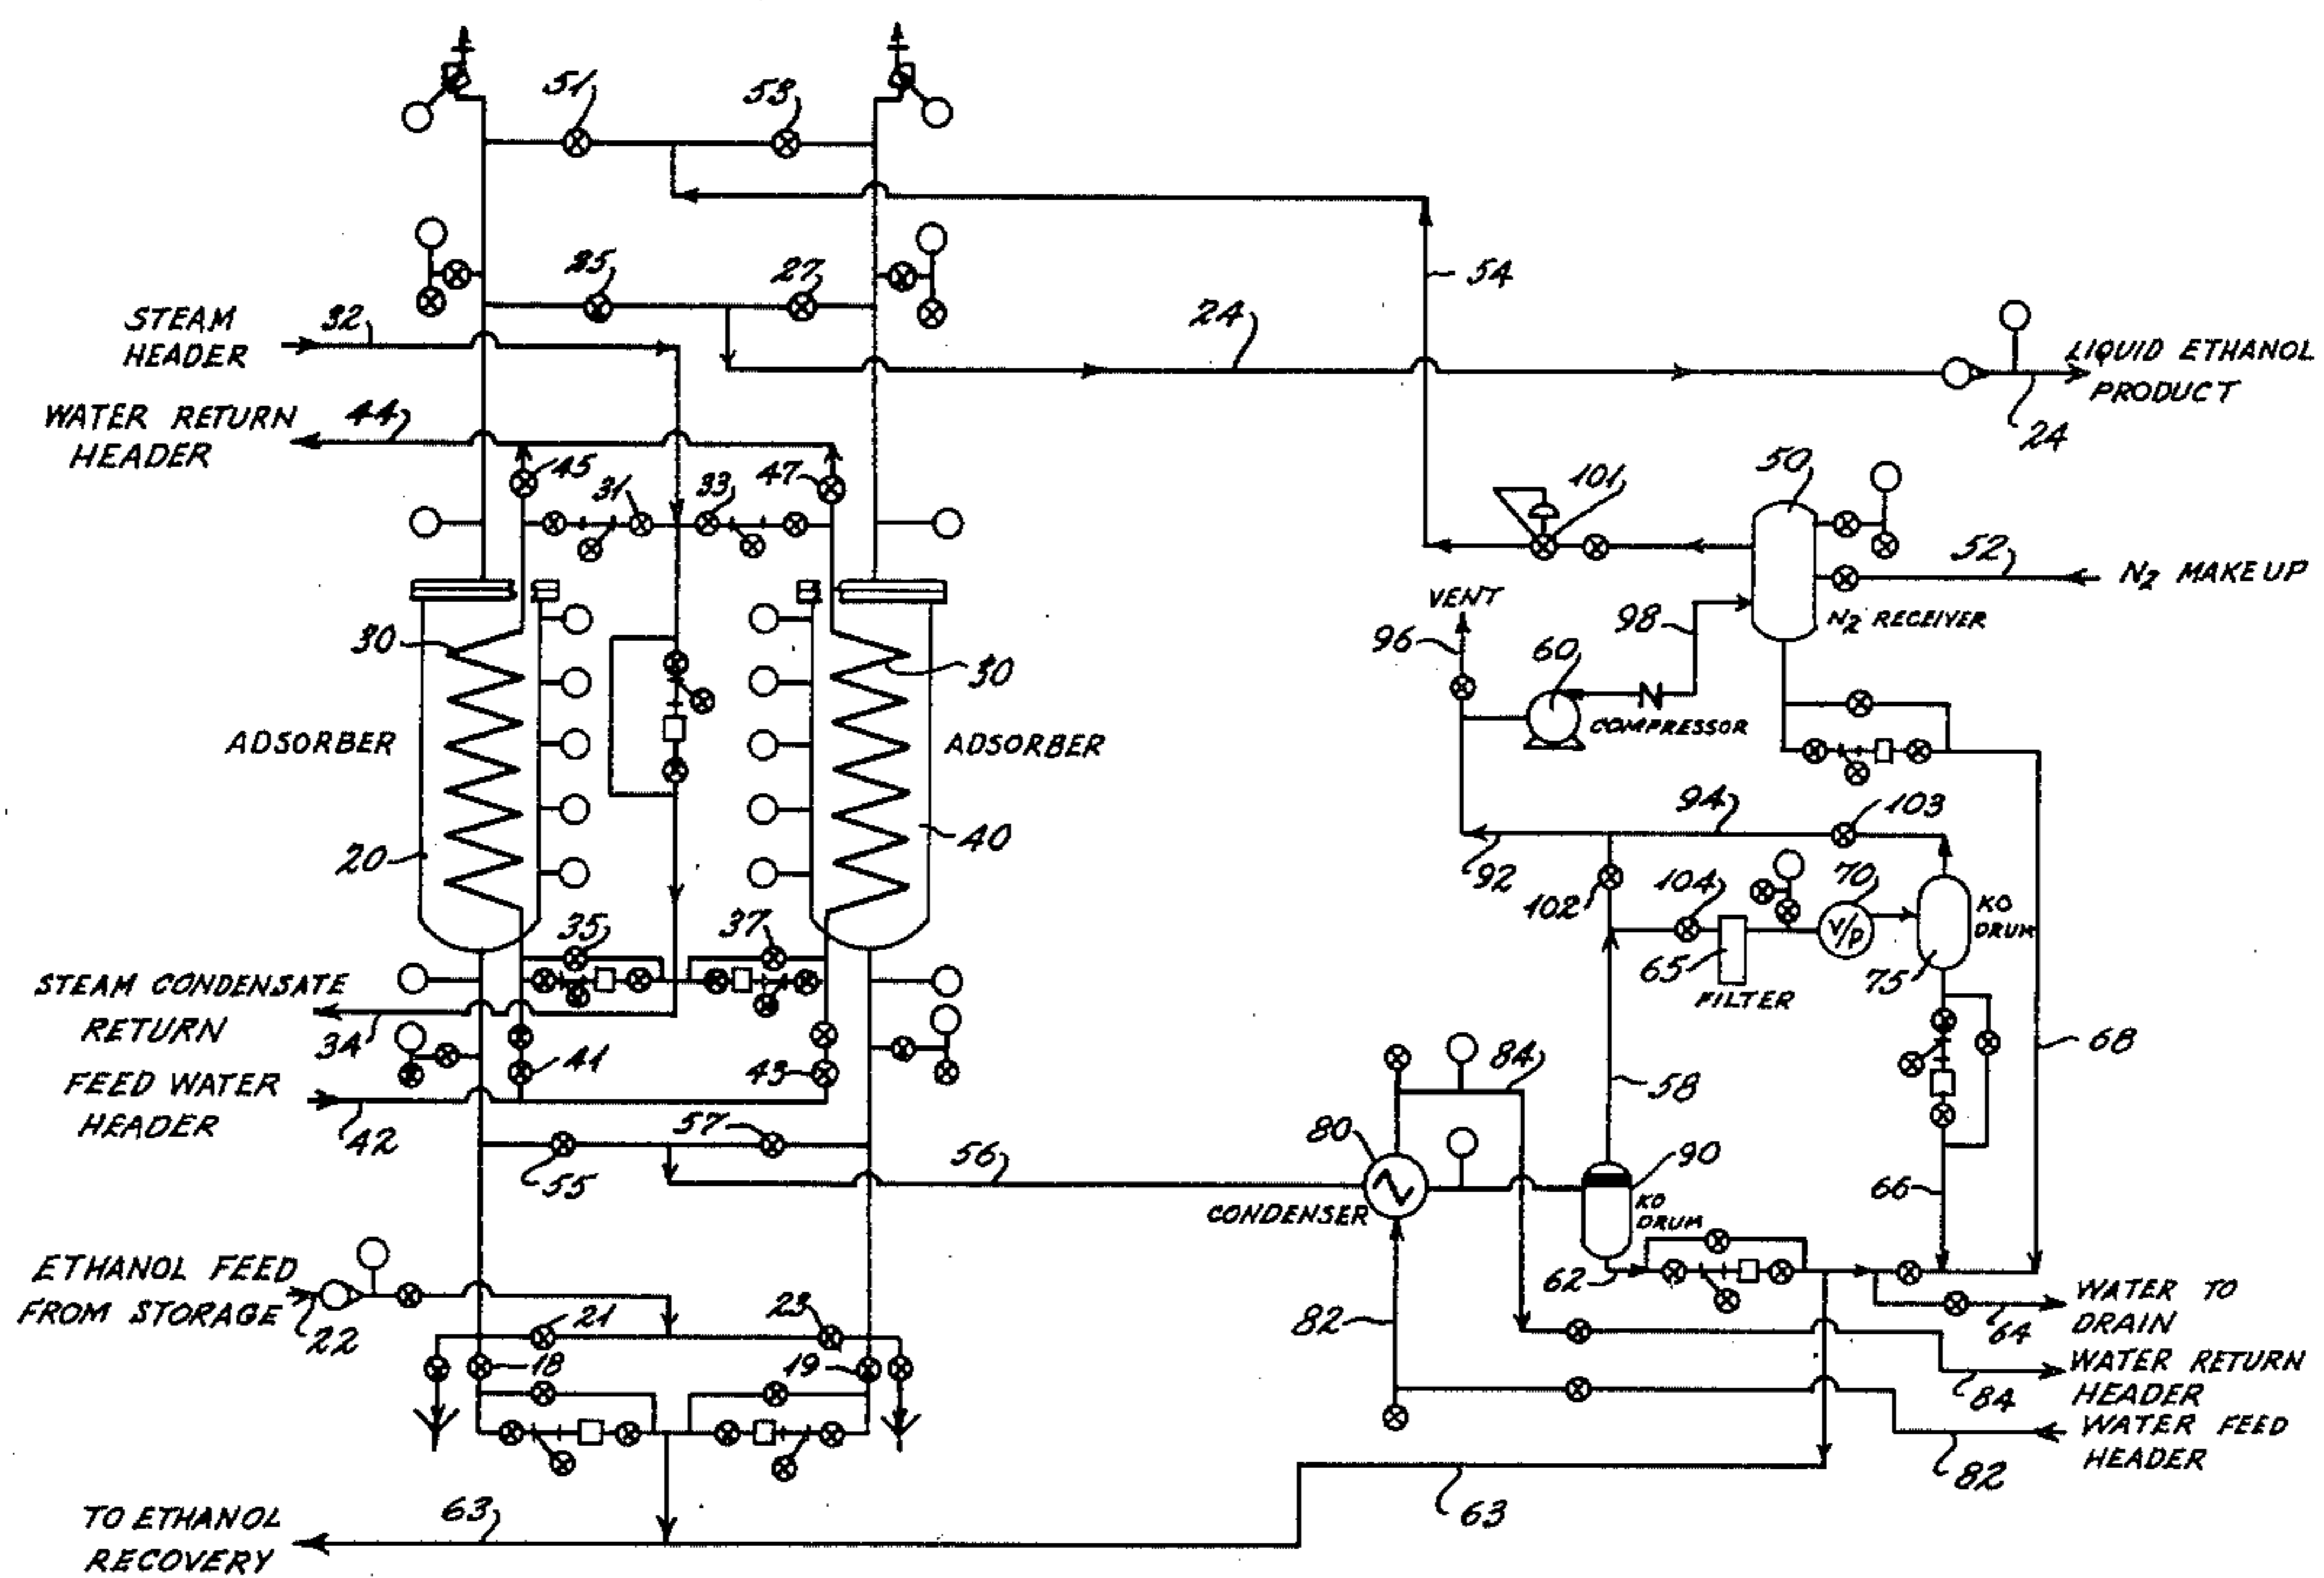 51
53
25
27
54
STEAM
HEADER
32
24
LIQUID ETHANOL
PRODUCT
24
WATER RETURN
HEADER
44
45
31
33
47
101
50
52
N2 MAKE UP
N2 RECEIVER
VENT
96
98
60
COMPRESSOR
30
30
ADSORBER
ADSORBER
20
40
94
103
92
102
104
70
V/P
KO
DRUM
65
FILTER
75
35
37
STEAM CONDENSATE
RETURN
34
FEED WATER
HEADER
42
41
43
84
58
68
57
55
56
80
CONDENSER
90
KO
DRUM
66
62
ETHANOL FEED
FROM STORAGE
22
21
23
18
19
82
WATER TO
DRAIN
64
WATER RETURN
HEADER
84
WATER FEED
HEADER
82
TO ETHANOL
RECOVERY
63
63